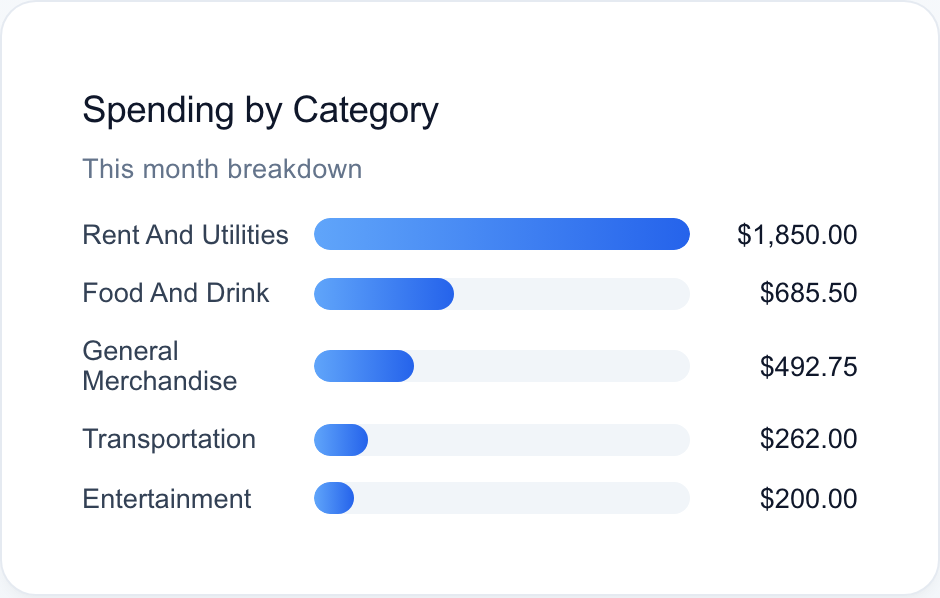 Spending by Category
This month breakdown
Rent And Utilities $1,850.00
Food And Drink $685.50
General
Merchandise $492.75
Transportation $262.00
Entertainment $200.00